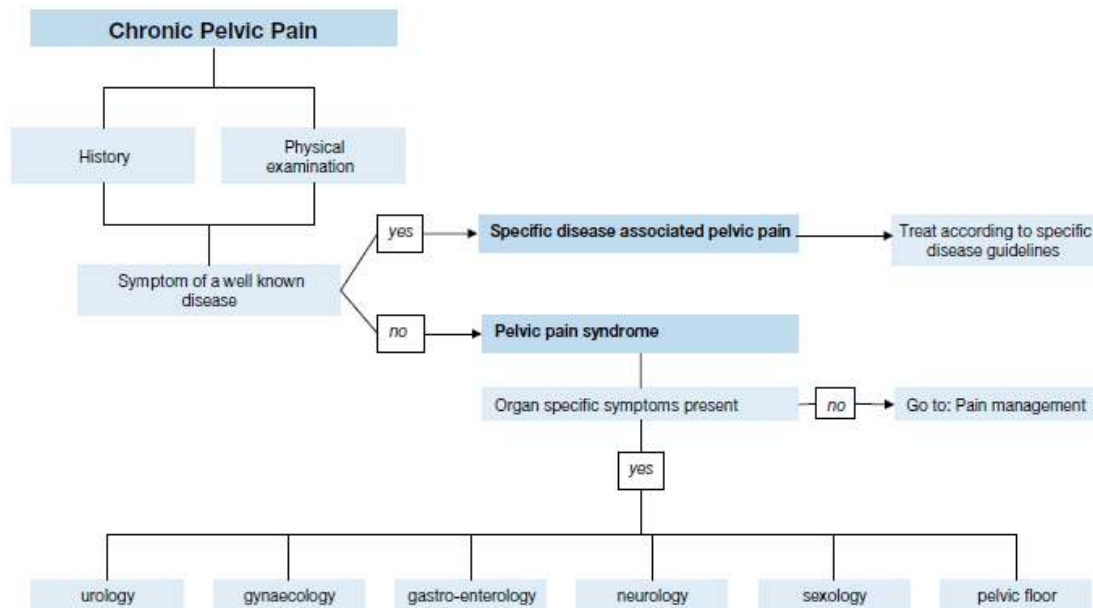 Chronic Pelvic Pain
History
Physical
examination
yes
Specific disease associated pelvic pain
Treat according to specific
disease guidelines
Symptom of a well known
disease
no
Pelvic pain syndrome
Organ specific symptoms present
no
Go to: Pain management
yes
urology
gynaecology
gastro-enterology
neurology
sexology
pelvic floor